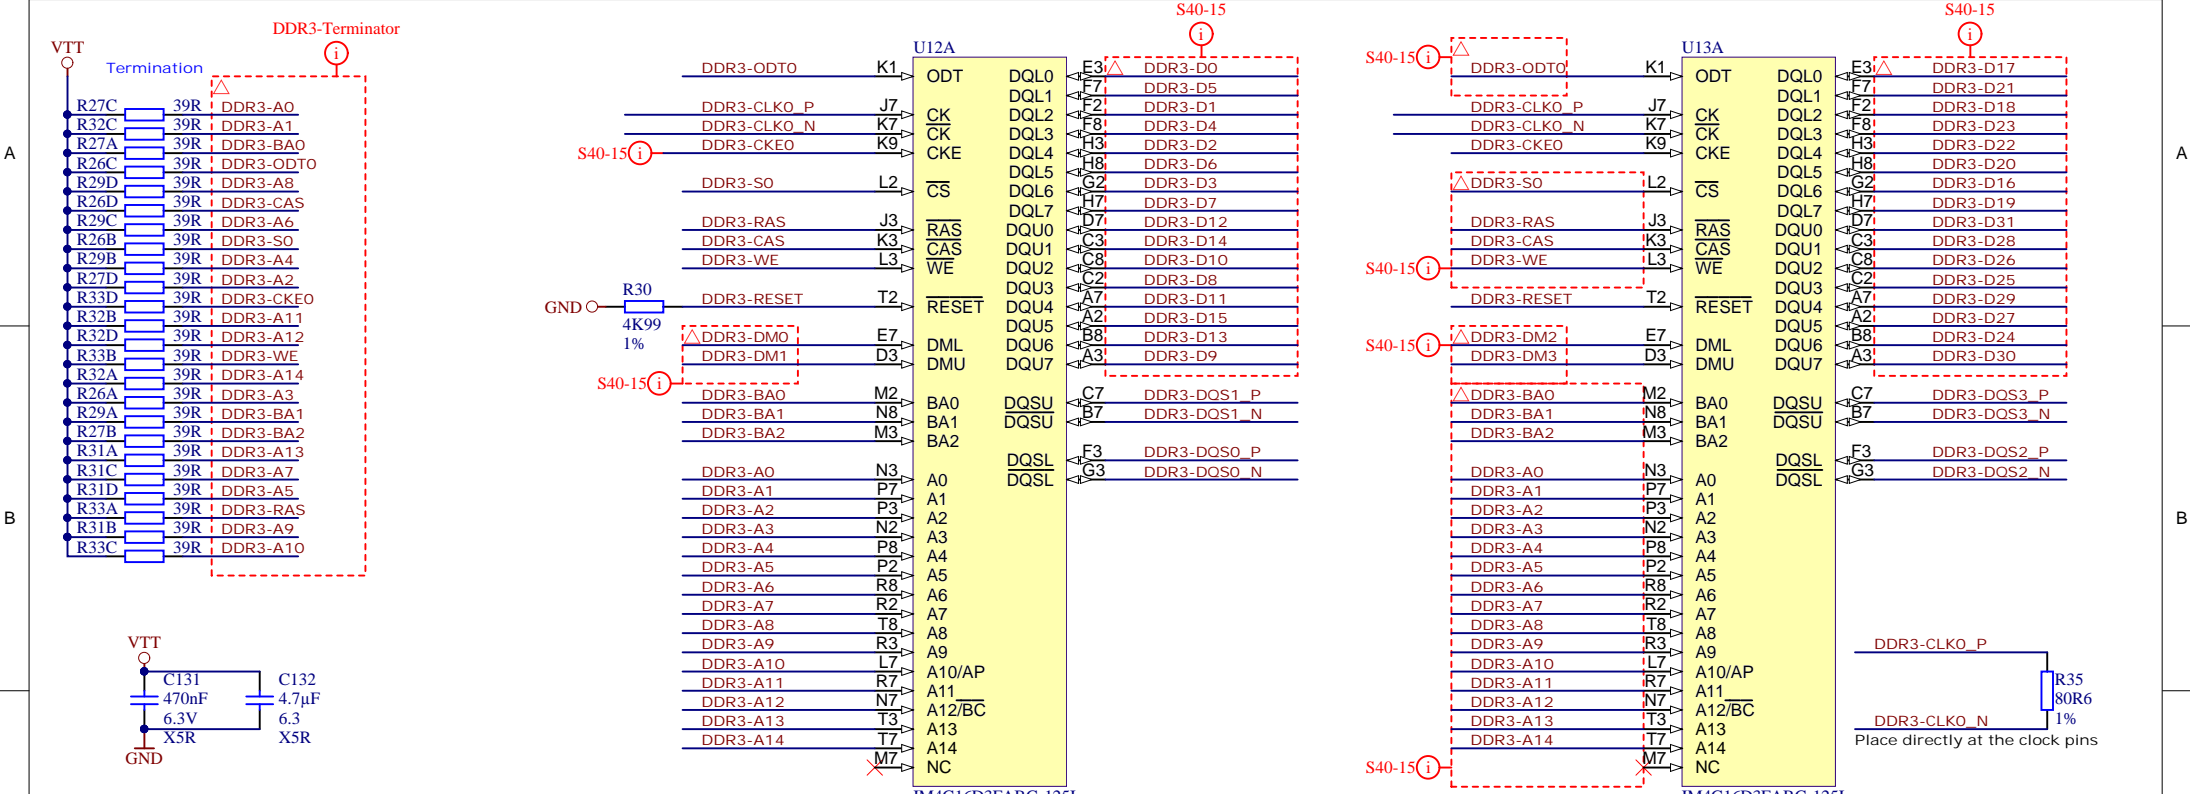 S40-15
S40-15
DDR3-Terminator
VTT
Termination
R27C 39R DDR3-A0
R32C 39R DDR3-A1
R27A 39R DDR3-BA0
R26C 39R DDR3-ODT0
R29D 39R DDR3-A8
R26D 39R DDR3-CAS
R29C 39R DDR3-A6
R26B 39R DDR3-S0
R29B 39R DDR3-A4
R27D 39R DDR3-A2
R33D 39R DDR3-CKE0
R32B 39R DDR3-A11
R32D 39R DDR3-A12
R33B 39R DDR3-WE
R32A 39R DDR3-A14
R26A 39R DDR3-A3
R29A 39R DDR3-BA1
R27B 39R DDR3-BA2
R31A 39R DDR3-A13
R31C 39R DDR3-A7
R31D 39R DDR3-A5
R33A 39R DDR3-RAS
R31B 39R DDR3-A9
R33C 39R DDR3-A10
VTT
C131
470nF
6.3V
X5R
C132
4.7µF
6.3
X5R
GND
A
B
U12A
DDR3-ODT0 K1 ODT
DDR3-CLK0_P J7 CK
DDR3-CLK0_N K7 CK
S40-15 DDR3-CKE0 K9 CKE
DDR3-S0 L2 CS
DDR3-RAS J3 RAS
DDR3-CAS K3 CAS
DDR3-WE L3 WE
GND R30 4K99 1% DDR3-RESET T2 RESET
DDR3-DM0 E7 DML
DDR3-DM1 D3 DMU
S40-15
DDR3-BA0 M2 BA0
DDR3-BA1 N8 BA1
DDR3-BA2 M3 BA2
DDR3-A0 N3 A0
DDR3-A1 P7 A1
DDR3-A2 P3 A2
DDR3-A3 N2 A3
DDR3-A4 P8 A4
DDR3-A5 P2 A5
DDR3-A6 R8 A6
DDR3-A7 R2 A7
DDR3-A8 T8 A8
DDR3-A9 R3 A9
DDR3-A10 L7 A10/AP
DDR3-A11 R7 A11
DDR3-A12 N7 A12/BC
DDR3-A13 T3 A13
DDR3-A14 T7 A14
M7 NC
DQL0 E3 DDR3-D0
DQL1 F7 DDR3-D5
DQL2 F2 DDR3-D1
DQL3 F8 DDR3-D4
DQL4 H3 DDR3-D2
DQL5 H8 DDR3-D6
DQL6 G2 DDR3-D3
DQL7 H7 DDR3-D7
DQU0 D7 DDR3-D12
DQU1 C3 DDR3-D14
DQU2 C8 DDR3-D10
DQU3 C2 DDR3-D8
DQU4 A7 DDR3-D11
DQU5 A2 DDR3-D15
DQU6 B8 DDR3-D13
DQU7 A3 DDR3-D9
DQSU C7 DDR3-DQS1_P
DQSU B7 DDR3-DQS1_N
DQSL F3 DDR3-DQS0_P
DQSL G3 DDR3-DQS0_N
U13A
S40-15
DDR3-ODT0 K1 ODT
DDR3-CLK0_P J7 CK
DDR3-CLK0_N K7 CK
DDR3-CKE0 K9 CKE
DDR3-S0 L2 CS
DDR3-RAS J3 RAS
DDR3-CAS K3 CAS
S40-15 DDR3-WE L3 WE
DDR3-RESET T2 RESET
S40-15 DDR3-DM2 E7 DML
DDR3-DM3 D3 DMU
DDR3-BA0 M2 BA0
DDR3-BA1 N8 BA1
DDR3-BA2 M3 BA2
DDR3-A0 N3 A0
DDR3-A1 P7 A1
DDR3-A2 P3 A2
DDR3-A3 N2 A3
DDR3-A4 P8 A4
DDR3-A5 P2 A5
DDR3-A6 R8 A6
DDR3-A7 R2 A7
DDR3-A8 T8 A8
DDR3-A9 R3 A9
DDR3-A10 L7 A10/AP
DDR3-A11 R7 A11
DDR3-A12 N7 A12/BC
DDR3-A13 T3 A13
DDR3-A14 T7 A14
S40-15 M7 NC
DQL0 E3 DDR3-D17
DQL1 F7 DDR3-D21
DQL2 F2 DDR3-D18
DQL3 F8 DDR3-D23
DQL4 H3 DDR3-D22
DQL5 H8 DDR3-D20
DQL6 G2 DDR3-D16
DQL7 H7 DDR3-D19
DQU0 D7 DDR3-D31
DQU1 C3 DDR3-D28
DQU2 C8 DDR3-D26
DQU3 C2 DDR3-D25
DQU4 A7 DDR3-D29
DQU5 A2 DDR3-D27
DQU6 B8 DDR3-D24
DQU7 A3 DDR3-D30
DQSU C7 DDR3-DQS3_P
DQSU B7 DDR3-DQS3_N
DQSL F3 DDR3-DQS2_P
DQSL G3 DDR3-DQS2_N
DDR3-CLK0_P
R35
80R6
1%
DDR3-CLK0_N
Place directly at the clock pins
A
B